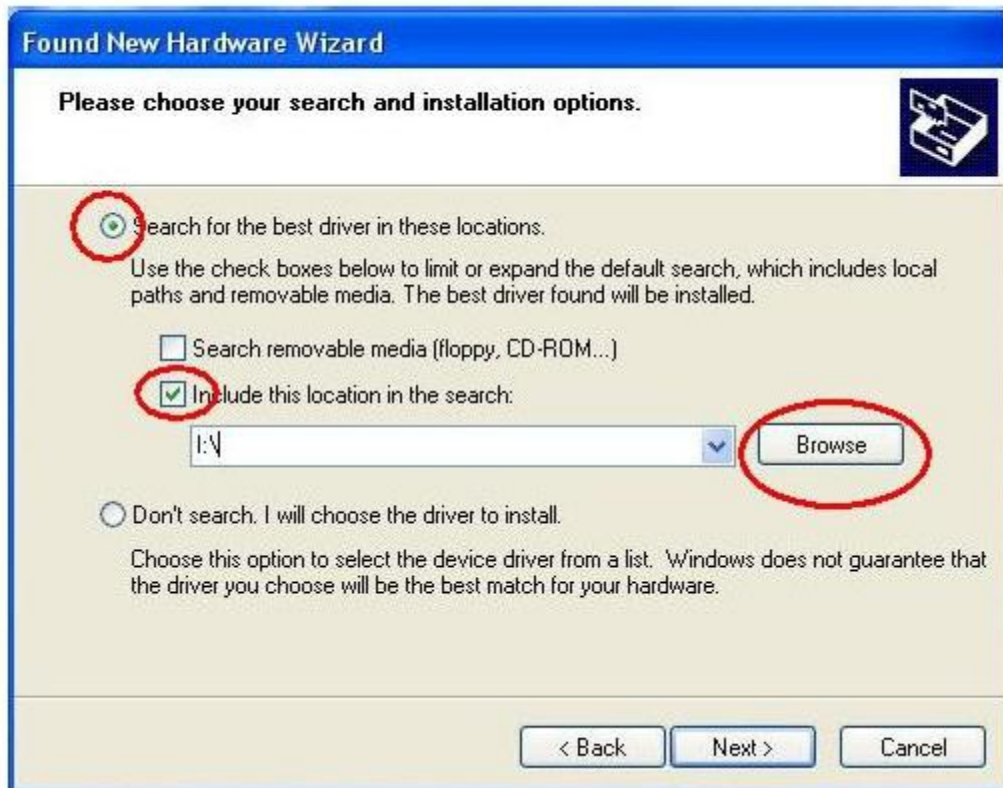 Found New Hardware Wizard
Please choose your search and installation options.
Search for the best driver in these locations.
Use the check boxes below to limit or expand the default search, which includes local
paths and removable media. The best driver found will be installed.
Search removable media (floppy, CD-ROM...)
Include this location in the search:
I:\
Browse
Don't search. I will choose the driver to install.
Choose this option to select the device driver from a list. Windows does not guarantee that
the driver you choose will be the best match for your hardware.
< Back Next > Cancel